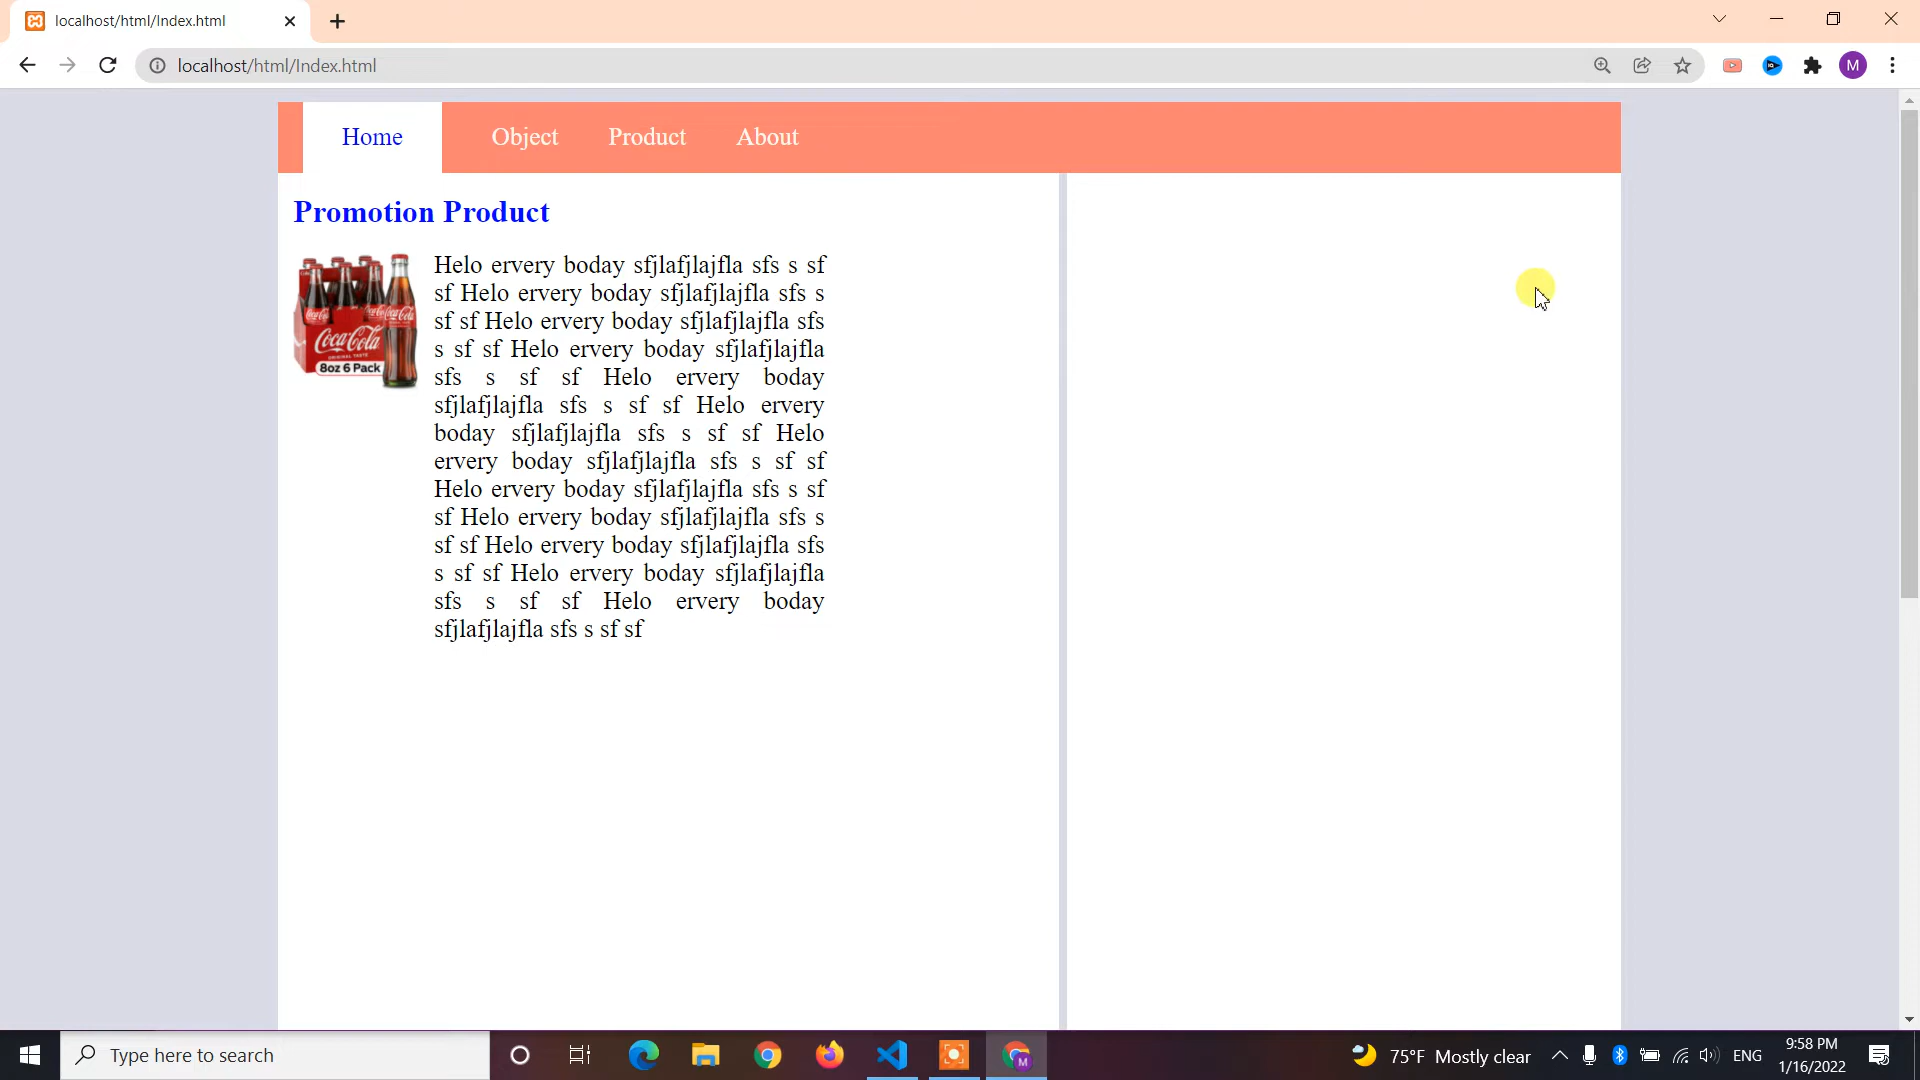 localhost/html/Index.html
localhost/html/Index.html
M
Home Object Product About
Promotion Product
Coca-Cola
ORIGINAL TASTE
8oz 6 Pack
Helo ervery boday sfjlafjlajfla sfs s sf
sf Helo ervery boday sfjlafjlajfla sfs s
sf sf Helo ervery boday sfjlafjlajfla sfs
s sf sf Helo ervery boday sfjlafjlajfla
sfs s sf sf Helo ervery boday
sfjlafjlajfla sfs s sf sf Helo ervery
boday sfjlafjlajfla sfs s sf sf Helo
ervery boday sfjlafjlajfla sfs s sf sf
Helo ervery boday sfjlafjlajfla sfs s sf
sf Helo ervery boday sfjlafjlajfla sfs s
sf sf Helo ervery boday sfjlafjlajfla sfs
s sf sf Helo ervery boday sfjlafjlajfla
sfs s sf sf Helo ervery boday
sfjlafjlajfla sfs s sf sf
Type here to search
M
75°F Mostly clear
ENG
9:58 PM
1/16/2022